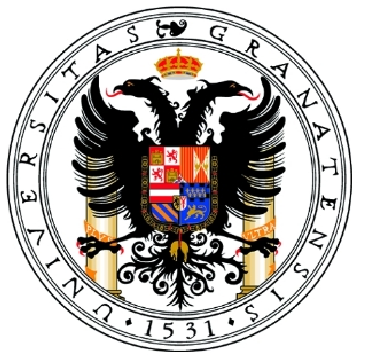 UNIVERSITAS GRANATENSIS
· 1531 ·